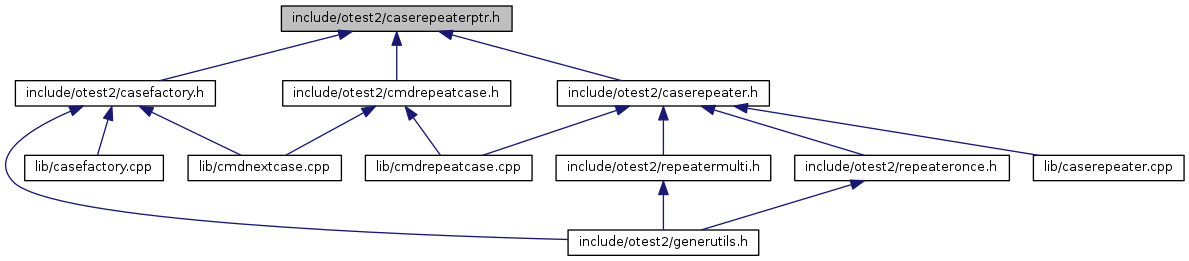 include/otest2/caserepeaterptr.h
include/otest2/casefactory.h
include/otest2/cmdrepeatcase.h
include/otest2/caserepeater.h
lib/casefactory.cpp
lib/cmdnextcase.cpp
lib/cmdrepeatcase.cpp
include/otest2/repeatermulti.h
include/otest2/repeateronce.h
lib/caserepeater.cpp
include/otest2/generutils.h